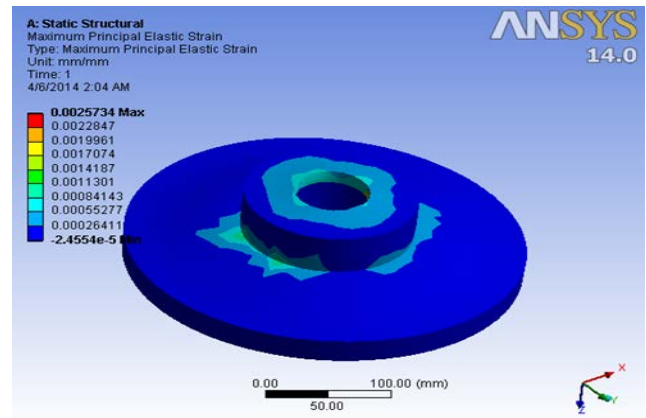 A: Static Structural
Maximum Principal Elastic Strain
Type: Maximum Principal Elastic Strain
Unit: mm/mm
Time: 1
4/6/2014 2:04 AM
ANSYS
14.0
0.0025734 Max
0.0022847
0.0019961
0.0017074
0.0014187
0.0011301
0.00084143
0.00055277
0.00026411
-2.4554e-5 Min
0.00
100.00 (mm)
50.00
X
Y
Z